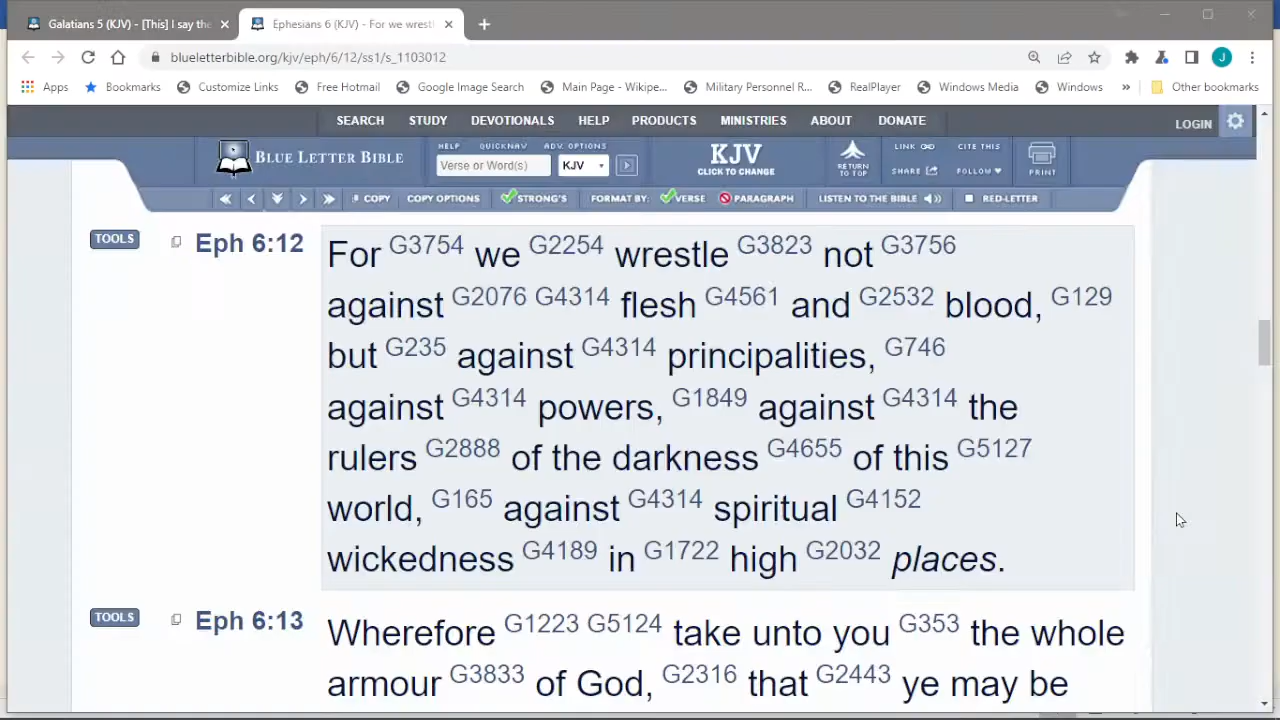 Galatians 5 (KJV) - [This] I say the
Ephesians 6 (KJV) - For we wrest
blueletterbible.org/kjv/eph/6/12/ss1/s_1103012
J
Apps Bookmarks Customize Links Free Hotmail Google Image Search Main Page - Wikipe... Military Personnel R... RealPlayer Windows Media Windows » Other bookmarks
SEARCH STUDY DEVOTIONALS HELP PRODUCTS MINISTRIES ABOUT DONATE LOGIN
BLUE LETTER BIBLE
HELP QUICKNAV ADV. OPTIONS
Verse or Word(s) KJV
KJV
CLICK TO CHANGE
RETURN
TO TOP
LINK CITE THIS
SHARE FOLLOW
PRINT
COPY COPY OPTIONS STRONG'S FORMAT BY: VERSE PARAGRAPH LISTEN TO THE BIBLE RED-LETTER
TOOLS Eph 6:12 For G3754 we G2254 wrestle G3823 not G3756
against G2076 G4314 flesh G4561 and G2532 blood, G129
but G235 against G4314 principalities, G746
against G4314 powers, G1849 against G4314 the
rulers G2888 of the darkness G4655 of this G5127
world, G165 against G4314 spiritual G4152
wickedness G4189 in G1722 high G2032 places.
TOOLS Eph 6:13 Wherefore G1223 G5124 take unto you G353 the whole
armour G3833 of God, G2316 that G2443 ye may be